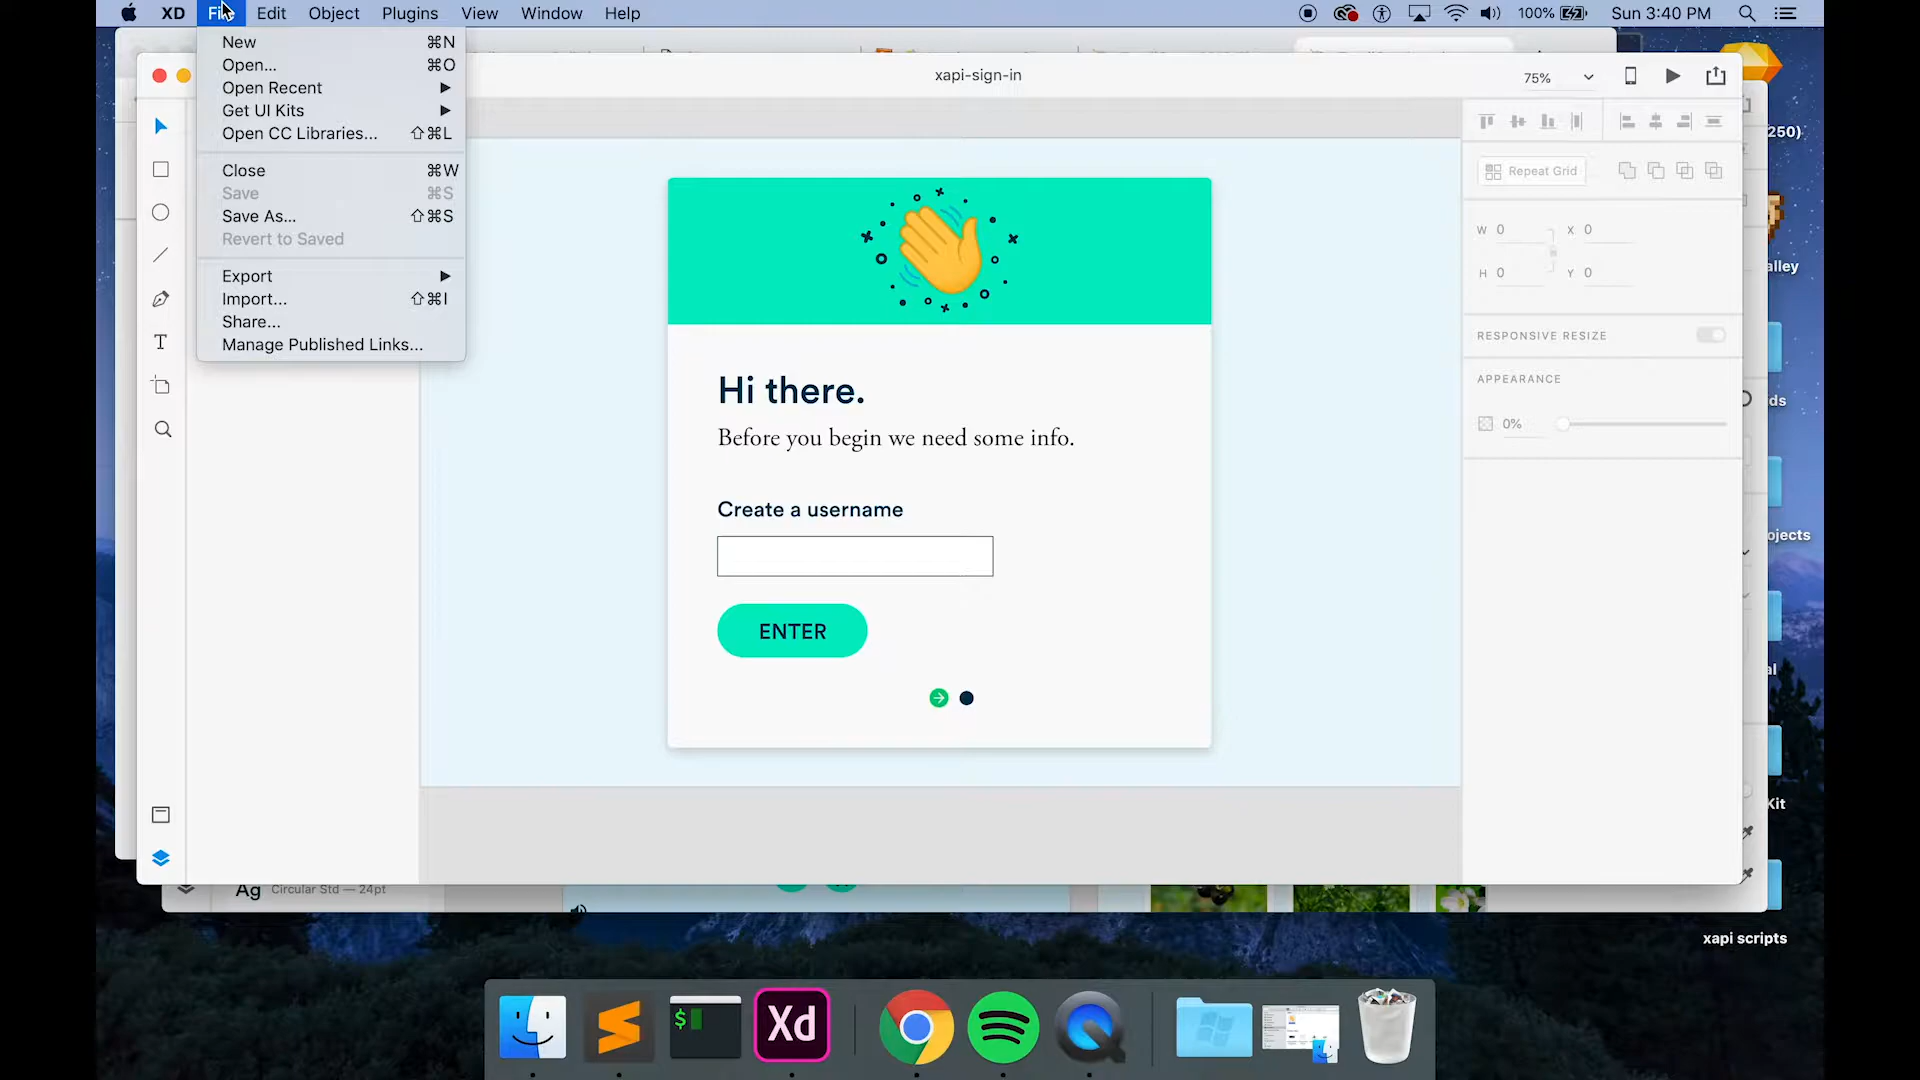 XD File Edit Object Plugins View Window Help 100% Sun 3:40 PM
New ⌘N
Open... ⌘O
Open Recent
Get UI Kits
Open CC Libraries... ⇧⌘L
Close ⌘W
Save ⌘S
Save As... ⇧⌘S
Revert to Saved
Export
Import... ⇧⌘I
Share...
Manage Published Links...
xapi-sign-in
75%
Repeat Grid
W 0 X 0
H 0 Y 0
RESPONSIVE RESIZE
APPEARANCE
0%
Hi there.
Before you begin we need some info.
Create a username
ENTER
250)
alley
ds
ojects
al
Kit
Ag Circular Std — 24pt
xapi scripts
$
Xd